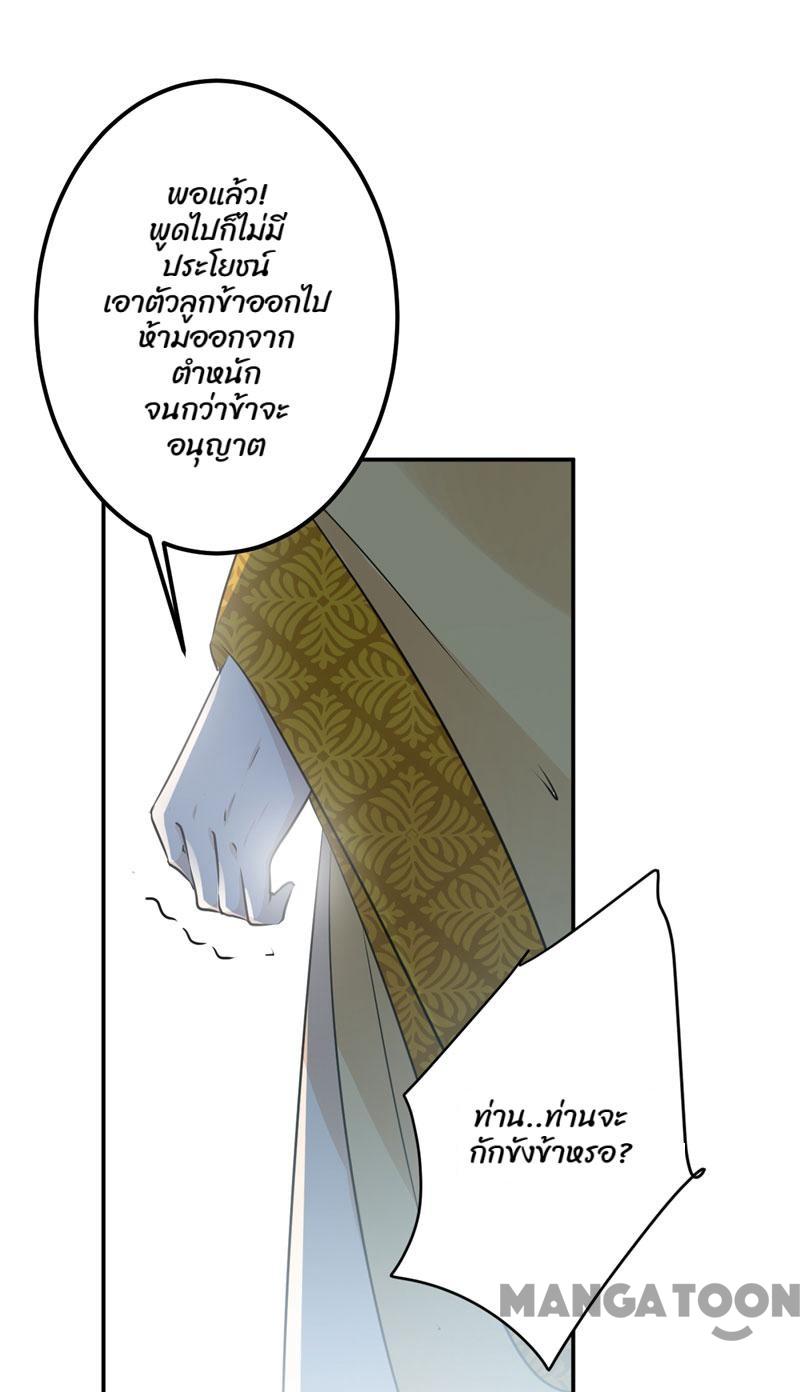 พอแล้ว!
พูดไปก็ไม่มี
ประโยชน์
เอาตัวลูกข้าออกไป
ห้ามออกจาก
ตำหนัก
จนกว่าข้าจะ
อนุญาต
ท่าน..ท่านจะ
กักขังข้าหรอ?
MANGATOON